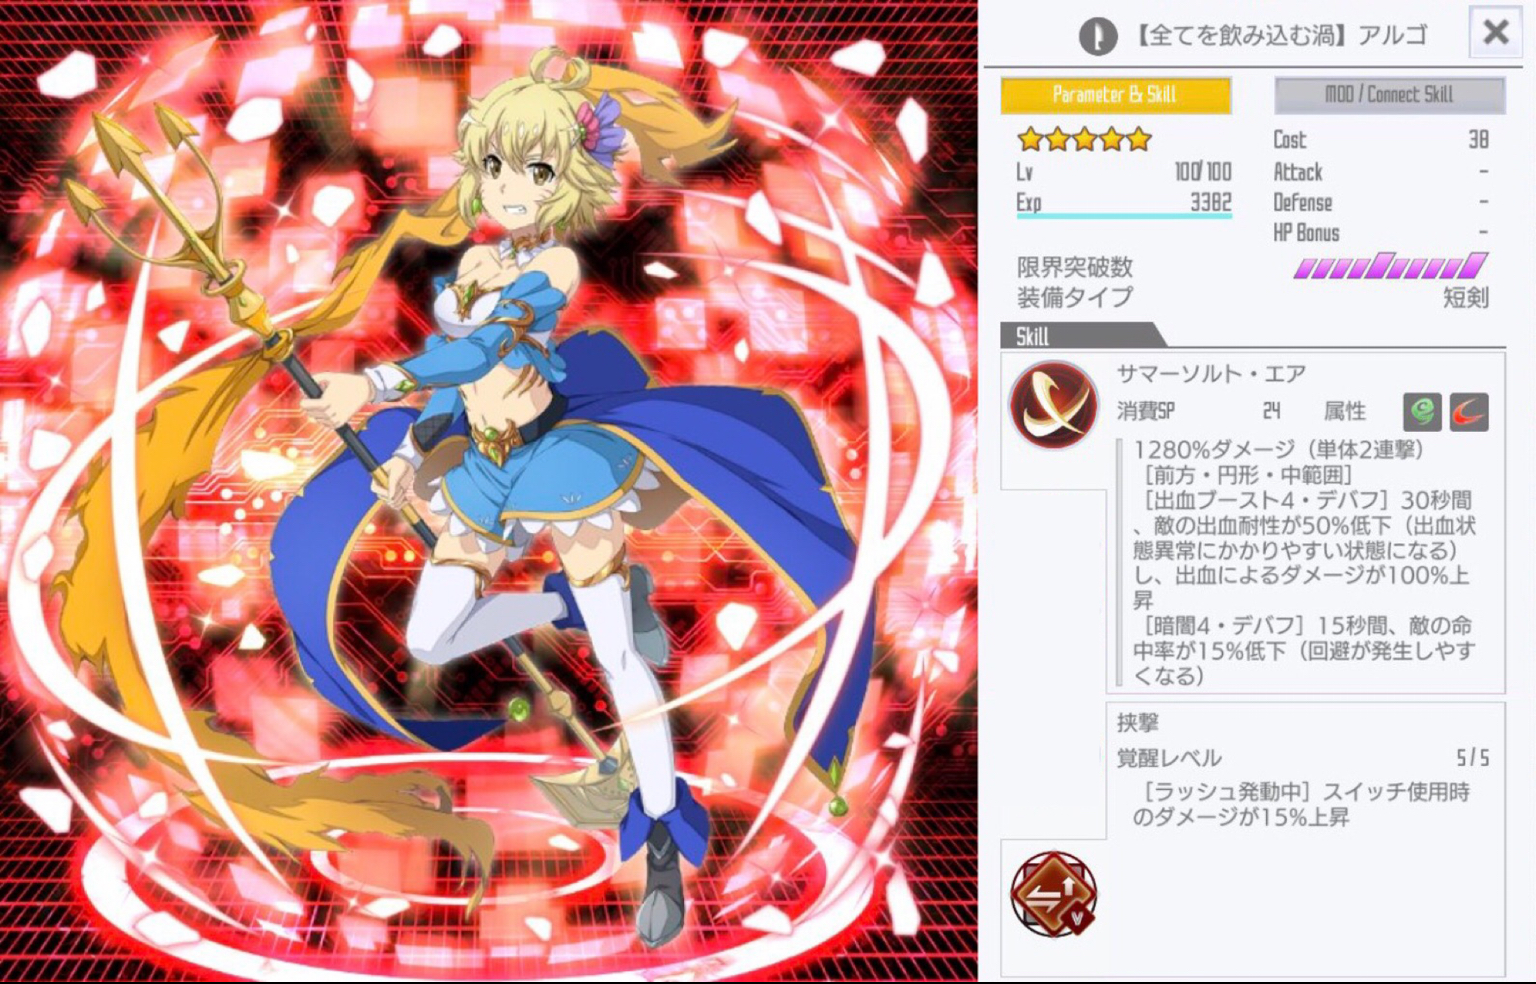 【全てを飲み込む渦】アルゴ
Parameter & Skill
MOD / Connect Skill
Lv 100/100
Exp 3382
Cost 38
Attack -
Defense -
HP Bonus -
限界突破数
装備タイプ 短剣
Skill
サマーソルト・エア
消費SP 24 属性
1280%ダメージ（単体2連撃）
［前方・円形・中範囲］
［出血ブースト4・デバフ］30秒間
、敵の出血耐性が50%低下（出血状
態異常にかかりやすい状態になる）
し、出血によるダメージが100%上
昇
［暗闇4・デバフ］15秒間、敵の命
中率が15%低下（回避が発生しやす
くなる）
挟撃
覚醒レベル 5/5
［ラッシュ発動中］スイッチ使用時
のダメージが15%上昇
V